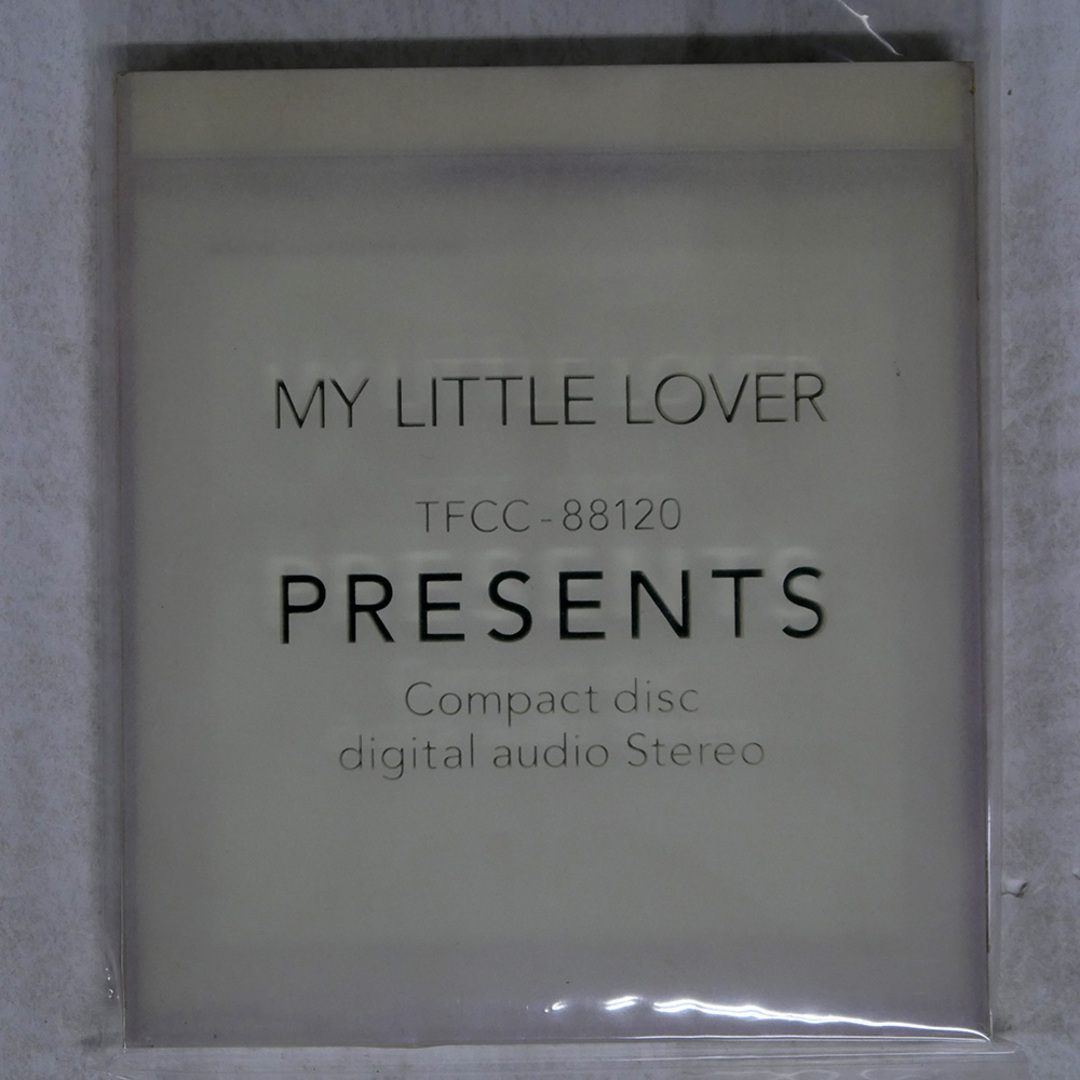 MY LITTLE LOVER
TFCC-88120
PRESENTS
Compact disc
digital audio Stereo